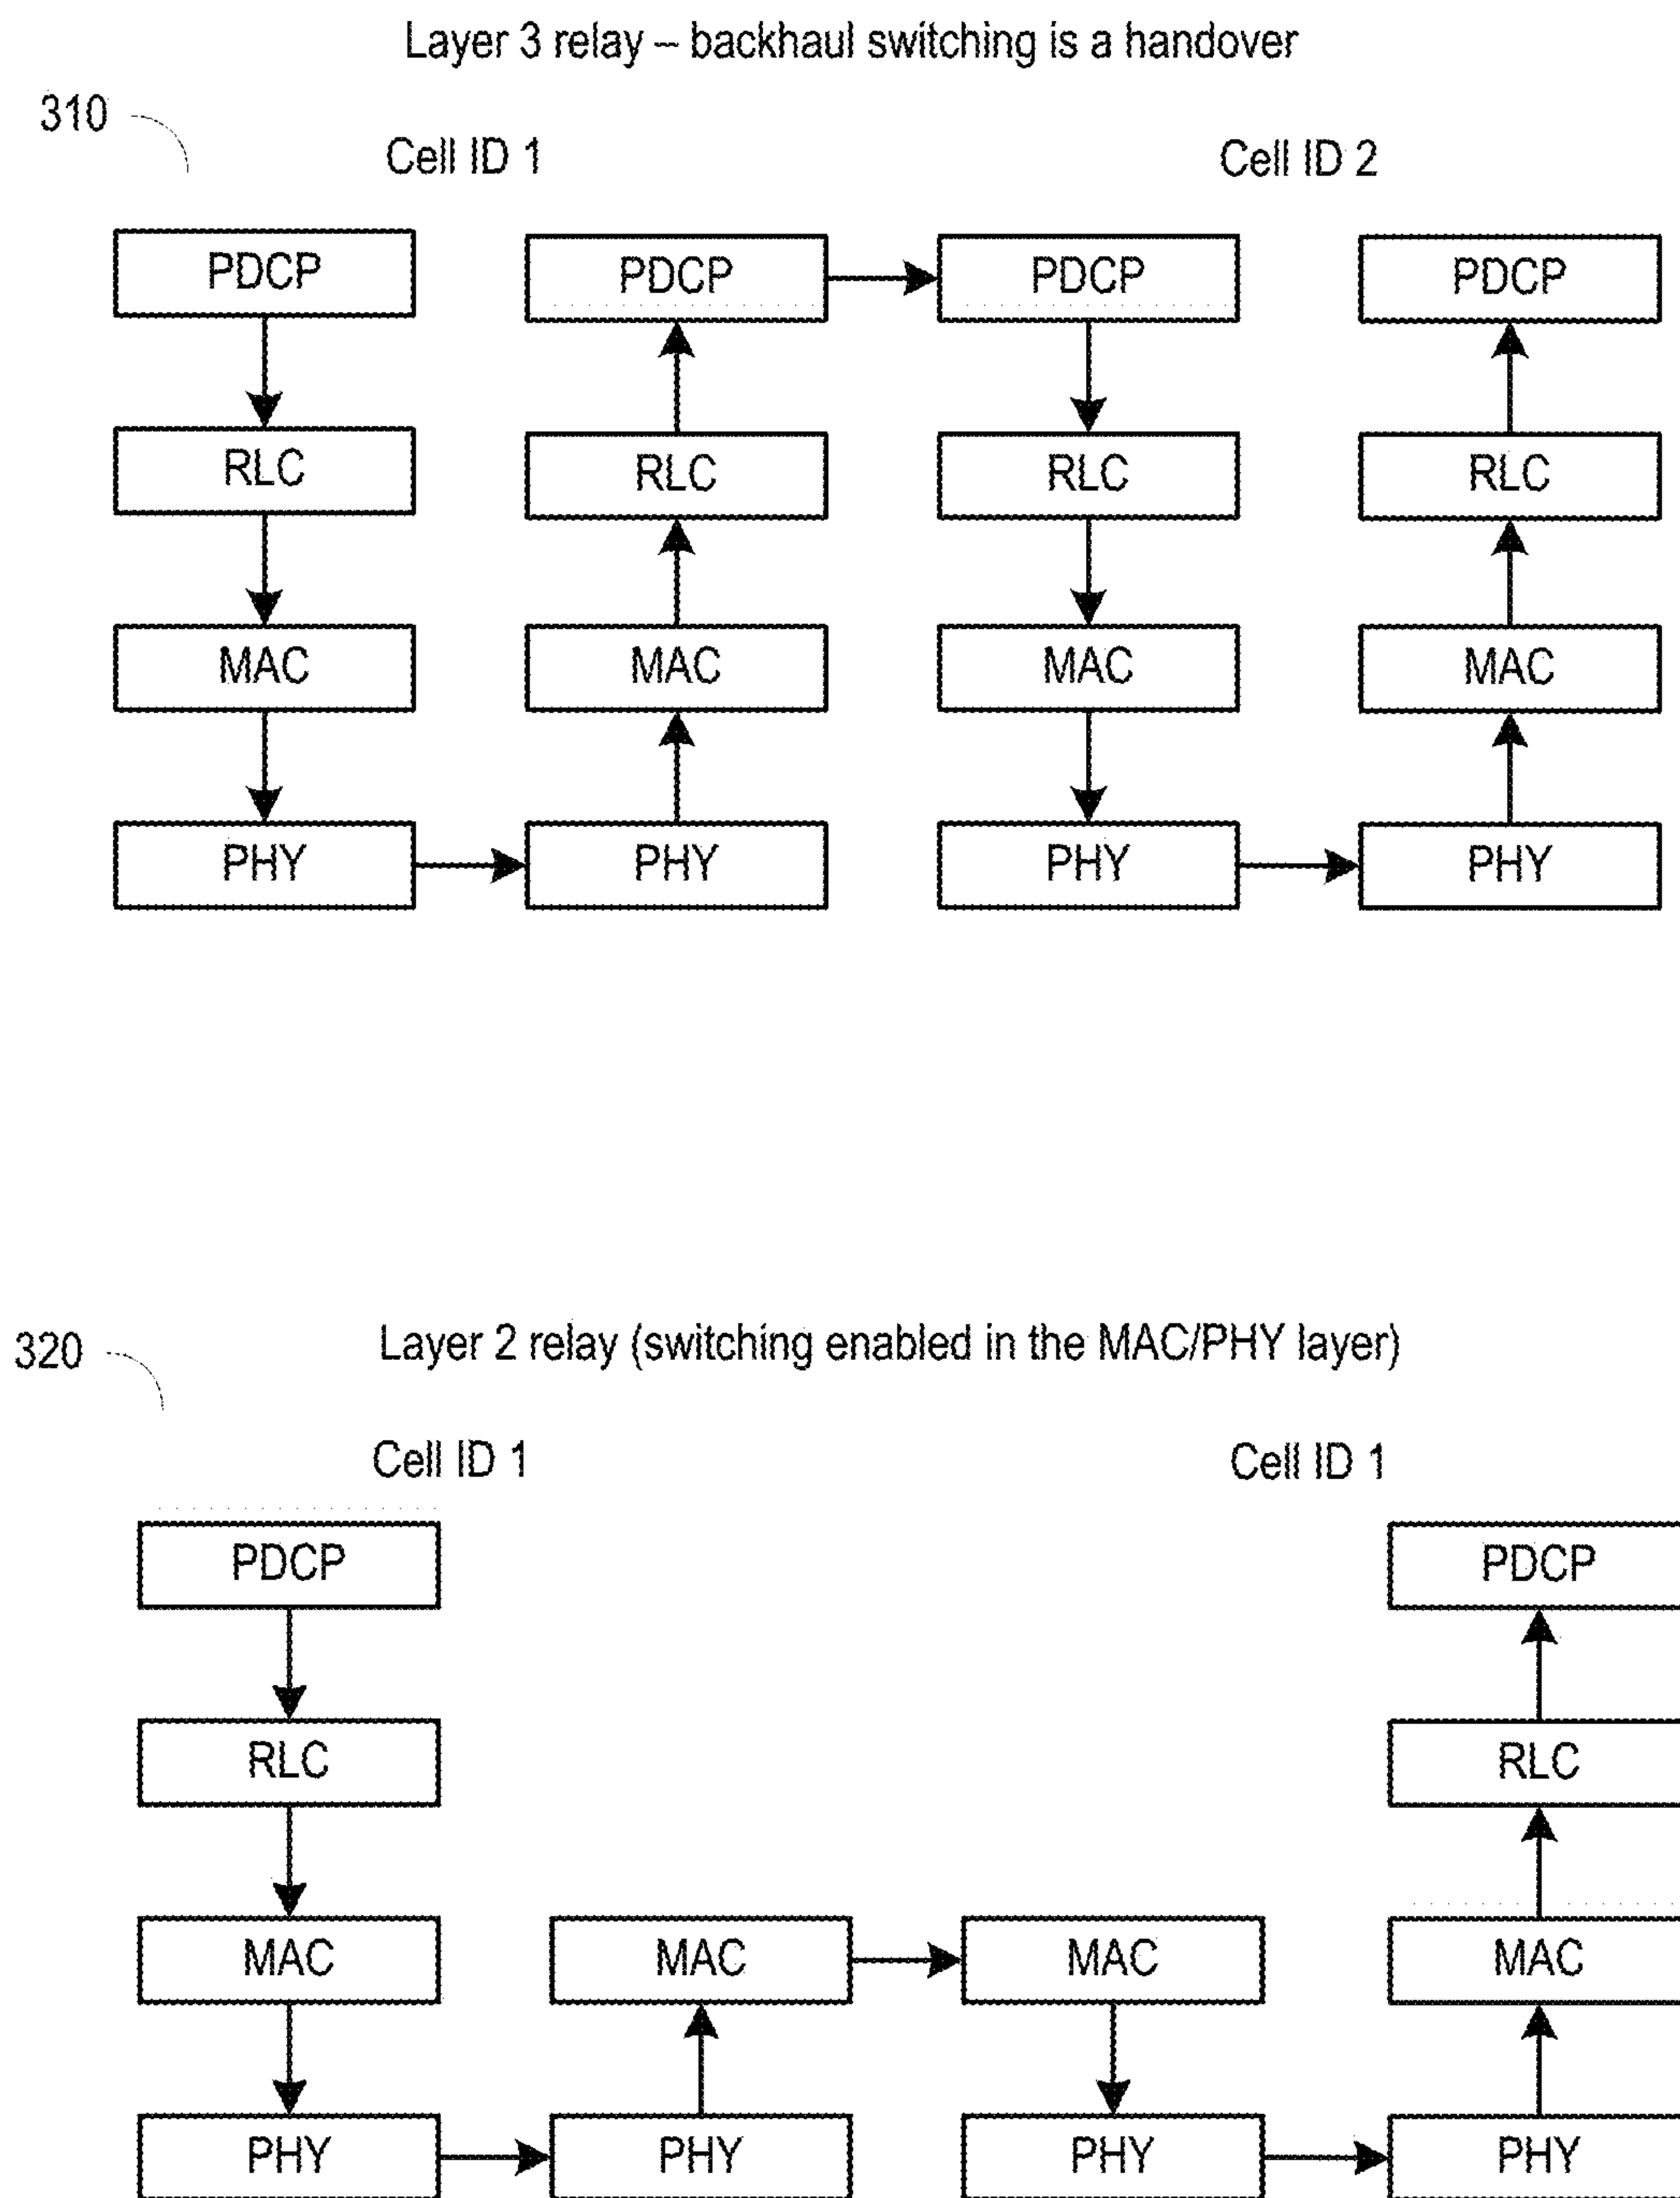 Layer 3 relay – backhaul switching is a handover
310
Cell ID 1 Cell ID 2
PDCP PDCP PDCP PDCP
RLC RLC RLC RLC
MAC MAC MAC MAC
PHY PHY PHY PHY
320 Layer 2 relay (switching enabled in the MAC/PHY layer)
Cell ID 1 Cell ID 1
PDCP PDCP
RLC RLC
MAC MAC MAC MAC
PHY PHY PHY PHY